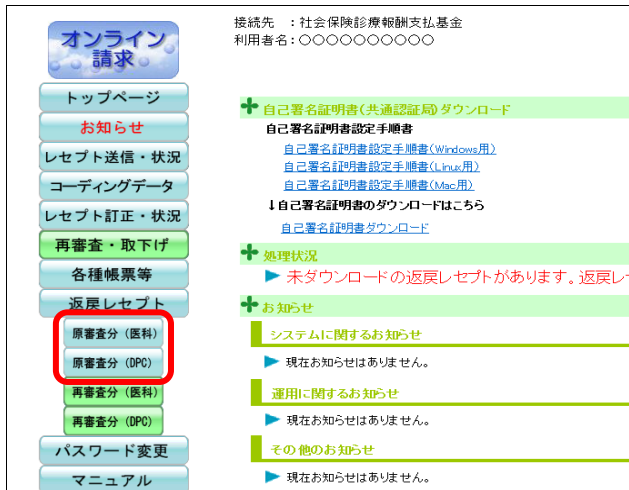 オンライン
請求
接続先　：社会保険診療報酬支払基金
利用者名：○○○○○○○○○○
トップページ
お知らせ
レセプト送信・状況
コーディングデータ
レセプト訂正・状況
再審査・取下げ
各種帳票等
返戻レセプト
原審査分（医科）
原審査分（DPC）
再審査分（医科）
再審査分（DPC）
パスワード変更
マニュアル
自己署名証明書（共通認証局）ダウンロード
自己署名証明書設定手順書
自己署名証明書設定手順書（Windows用）
自己署名証明書設定手順書（Linux用）
自己署名証明書設定手順書（Mac用）
↓自己署名証明書のダウンロードはこちら
自己署名証明書ダウンロード
処理状況
未ダウンロードの返戻レセプトがあります。返戻レ
お知らせ
システムに関するお知らせ
現在お知らせはありません。
運用に関するお知らせ
現在お知らせはありません。
その他のお知らせ
現在お知らせはありません。